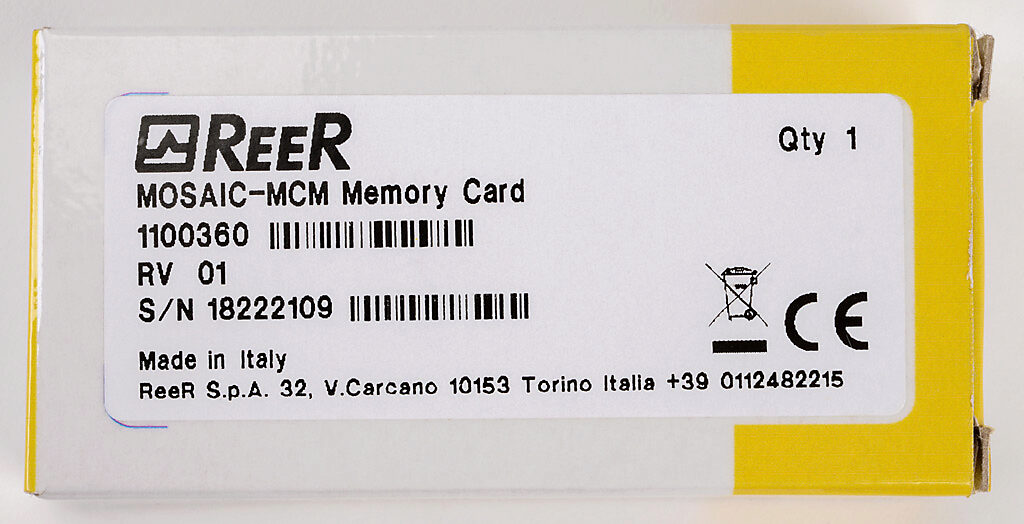 REER
Qty 1
MOSAIC-MCM Memory Card
1100360
RV 01
S/N 18222109
CE
Made in Italy
ReeR S.p.A. 32, V.Carcano 10153 Torino Italia +39 0112482215